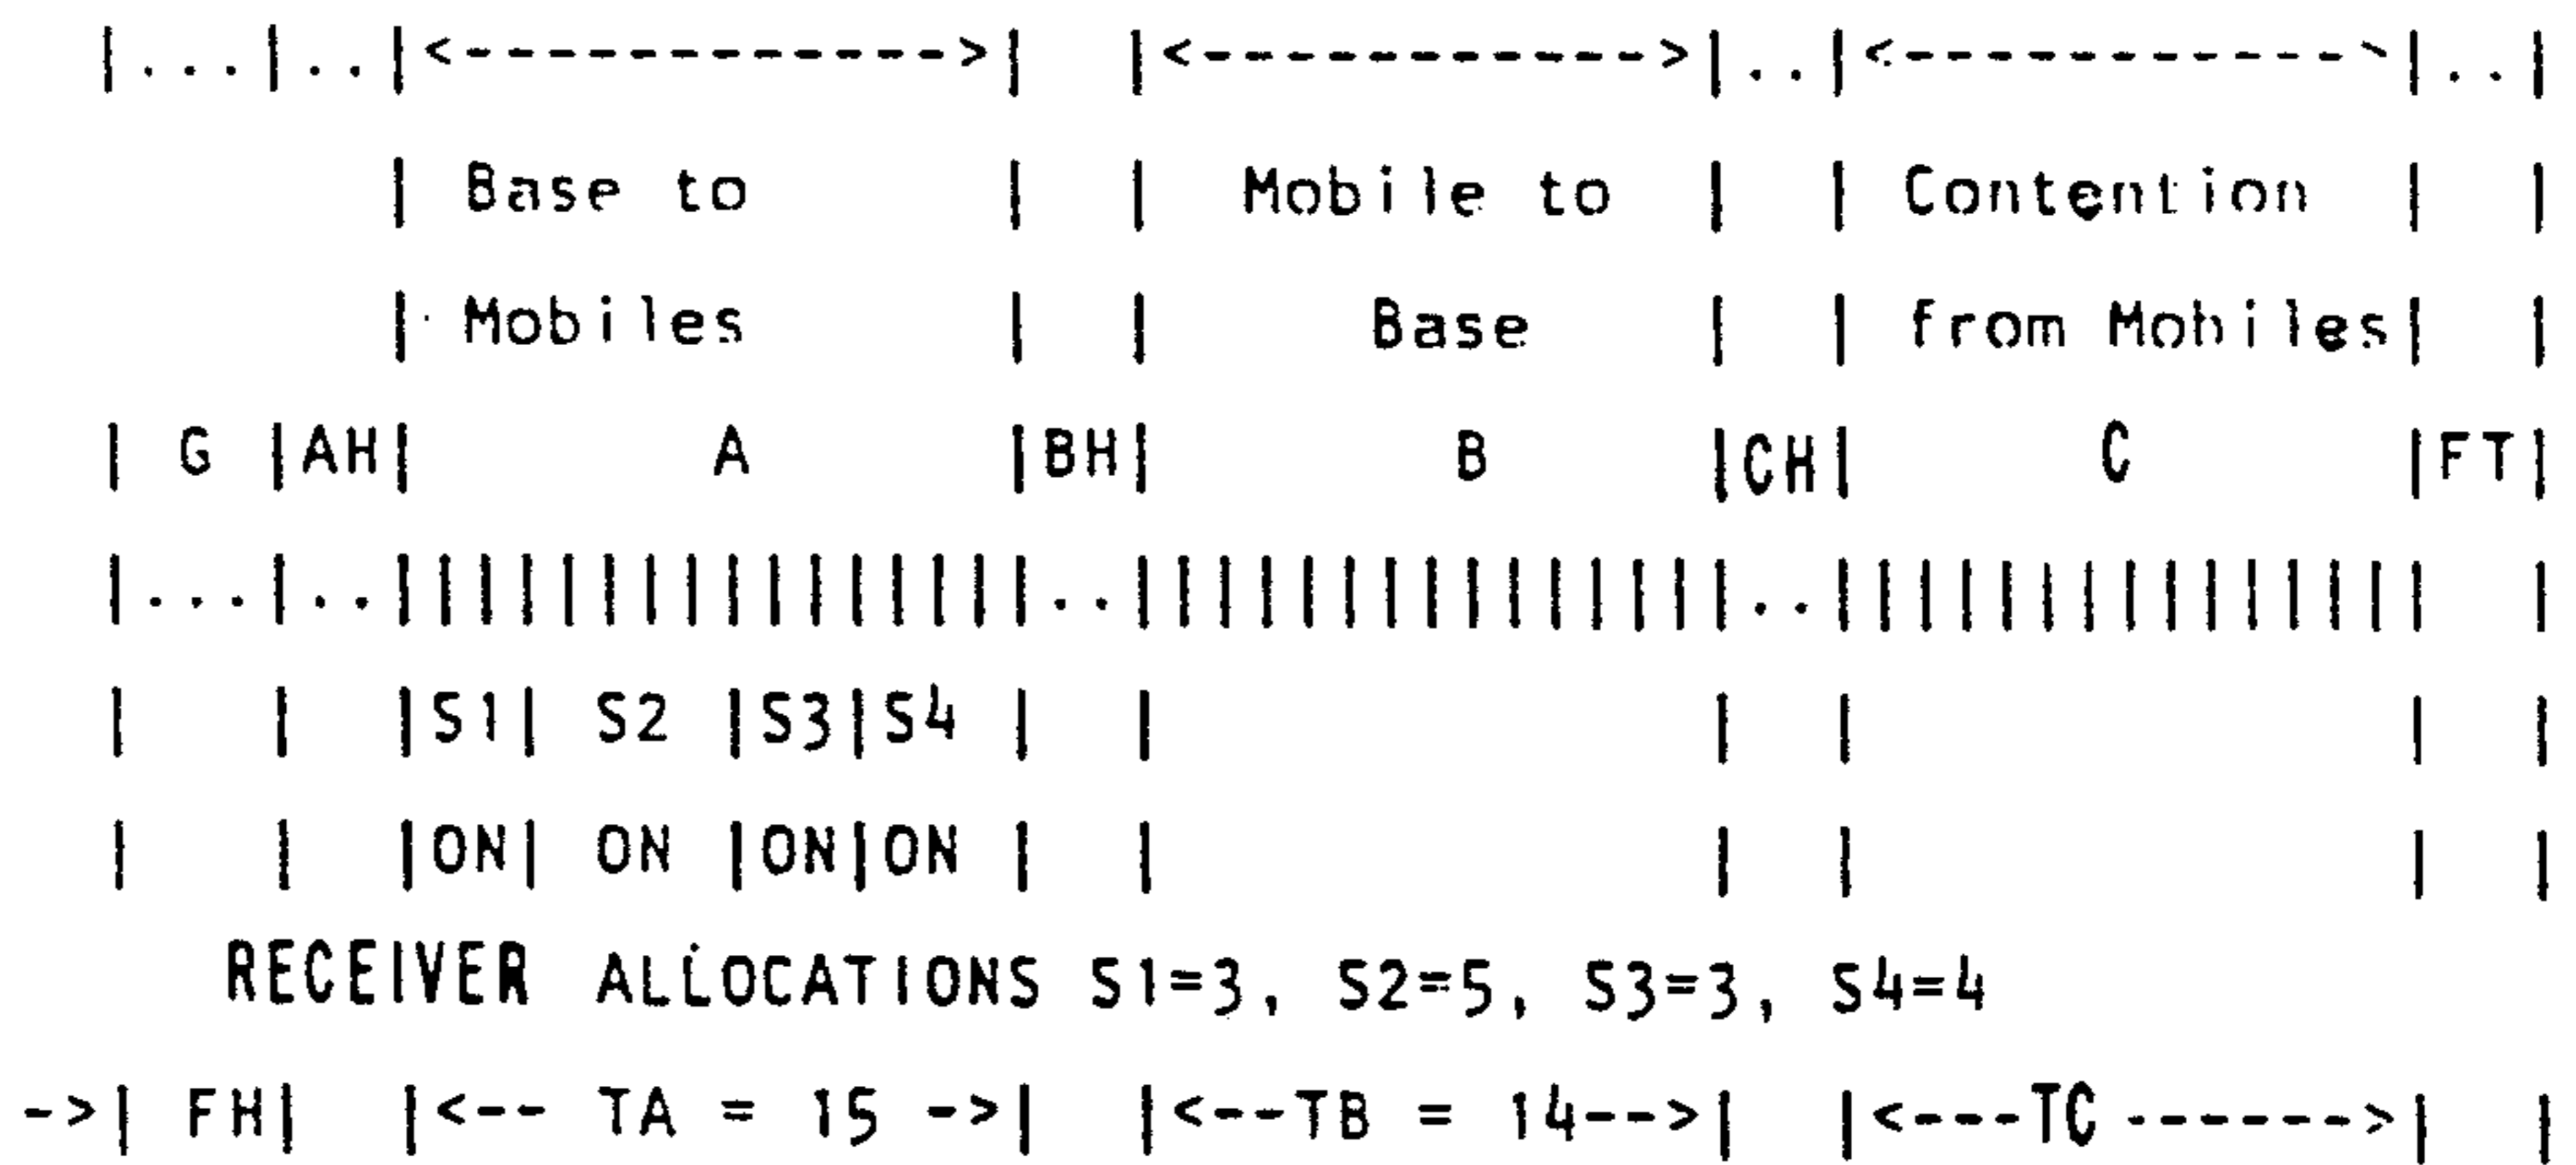 |...|..|<------------>| |<------------>|..|<------------>|..|
| Base to | | Mobile to | | Contention | |
| Mobiles | | Base | | from Mobiles| |
| G |AH| A |BH| B |CH| C |FT|
|...|..||||||||||||||||..|||||||||||||||..||||||||||||||| |
| | |S1| S2 |S3|S4 | | | | | |
| | |ON| ON |ON|ON | | | | | |
RECEIVER ALLOCATIONS S1=3, S2=5, S3=3, S4=4
->| FH| |<-- TA = 15 ->| |<--TB = 14-->| |<---TC ------>| |